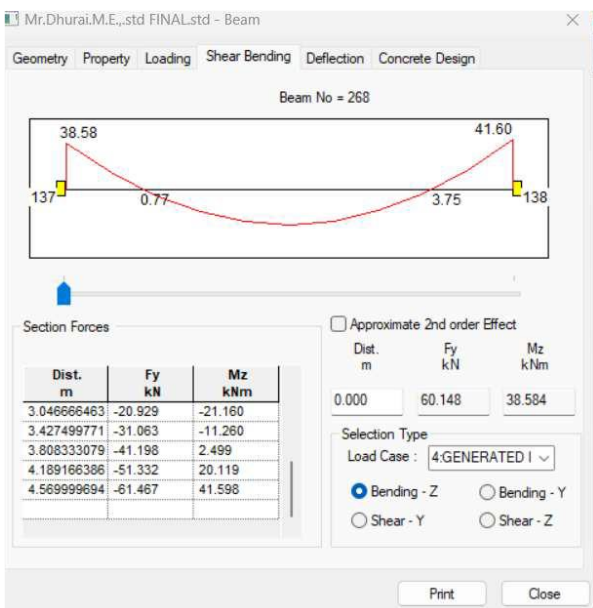 Mr.Dhurai.M.E.,.std FINAL.std - Beam
Geometry Property Loading Shear Bending Deflection Concrete Design
Beam No = 268
38.58 41.60
137 0.77 3.75 138
Section Forces
Approximate 2nd order Effect
Dist. Fy Mz
m kN kNm
0.000 60.148 38.584
Dist. Fy Mz
m kN kNm
3.046666463 -20.929 -21.160
3.427499771 -31.063 -11.260
3.808333079 -41.198 2.499
4.189166386 -51.332 20.119
4.569999694 -61.467 41.598
Selection Type
Load Case : 4:GENERATED I
Bending - Z Bending - Y
Shear - Y Shear - Z
Print Close